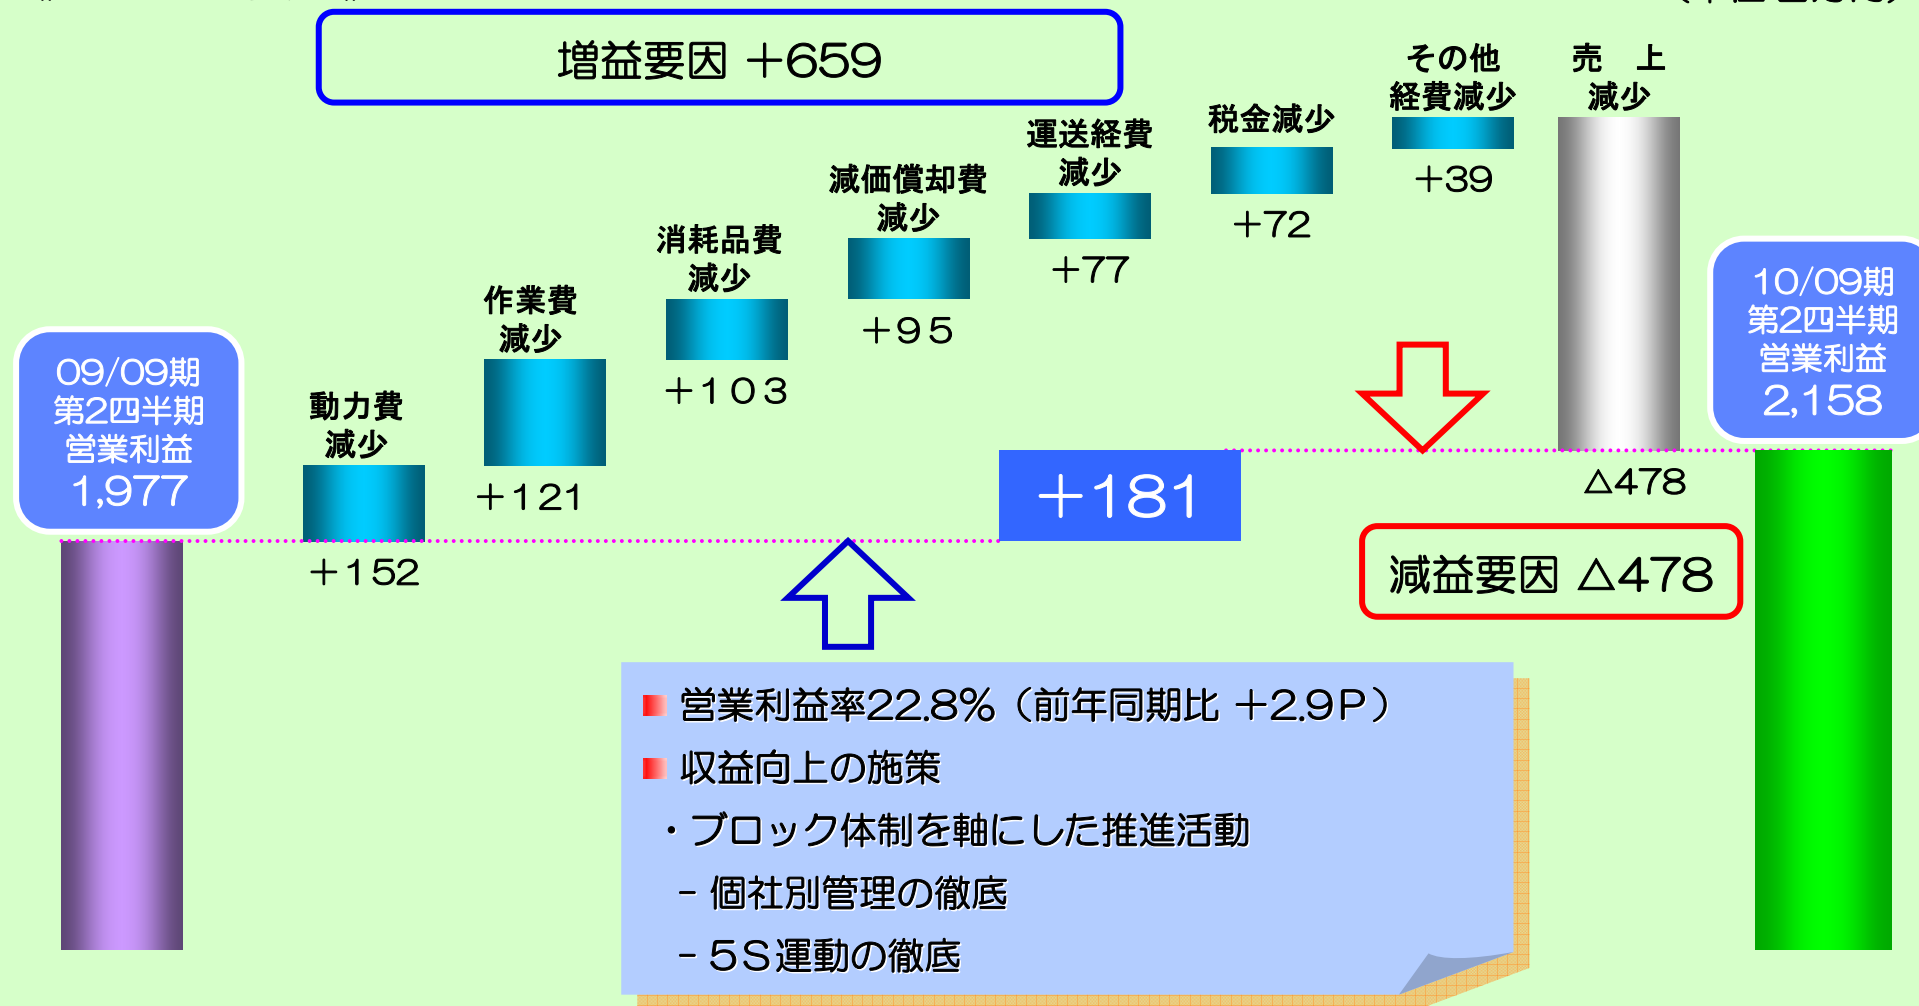 増益要因 +659
その他
経費減少
+39
売　上
減少
△478
税金減少
+72
運送経費
減少
+77
減価償却費
減少
+95
消耗品費
減少
+103
作業費
減少
+121
動力費
減少
+152
09/09期
第2四半期
営業利益
1,977
10/09期
第2四半期
営業利益
2,158
+181
減益要因 △478
営業利益率22.8%（前年同期比 +2.9P）
収益向上の施策
・ブロック体制を軸にした推進活動
- 個社別管理の徹底
- 5S運動の徹底